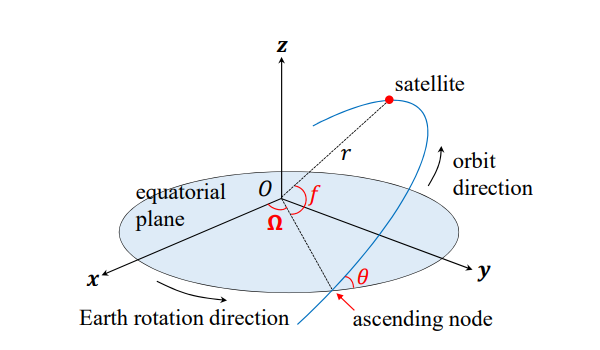 z
satellite
r
orbit
direction
equatorial
plane
O
f
Ω
θ
x
y
Earth rotation direction
ascending node